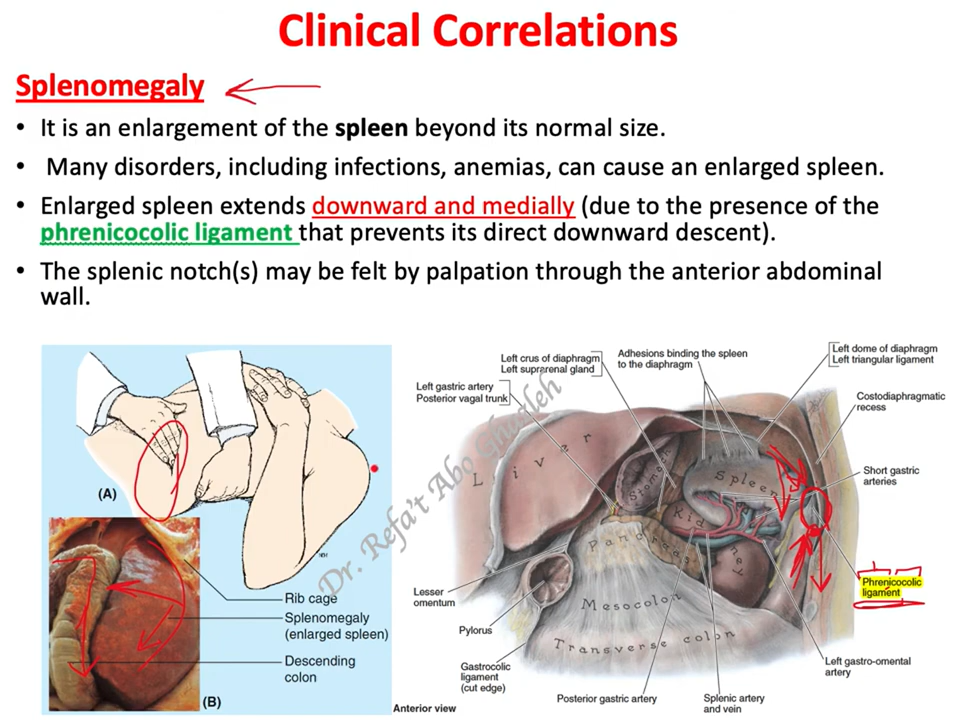 Clinical Correlations
Splenomegaly
• It is an enlargement of the spleen beyond its normal size.
• Many disorders, including infections, anemias, can cause an enlarged spleen.
• Enlarged spleen extends downward and medially (due to the presence of the
phrenicocolic ligament that prevents its direct downward descent).
• The splenic notch(s) may be felt by palpation through the anterior abdominal
wall.
(A)
Rib cage
Splenomegaly
(enlarged spleen)
Descending
colon
(B)
Dr. Refa't Abo Ghazleh
Left crus of diaphragm
Left suprarenal gland
Adhesions binding the spleen
to the diaphragm
Left dome of diaphragm
Left triangular ligament
Left gastric artery
Posterior vagal trunk
Costodiaphragmatic
recess
Short gastric
arteries
Liver
Stomach
Spleen
Kidney
Pancreas
Mesocolon
Transverse colon
Phrenicocolic
ligament
Lesser
omentum
Pylorus
Gastrocolic
ligament
(cut edge)
Posterior gastric artery
Splenic artery
and vein
Left gastro-omental
artery
Anterior view